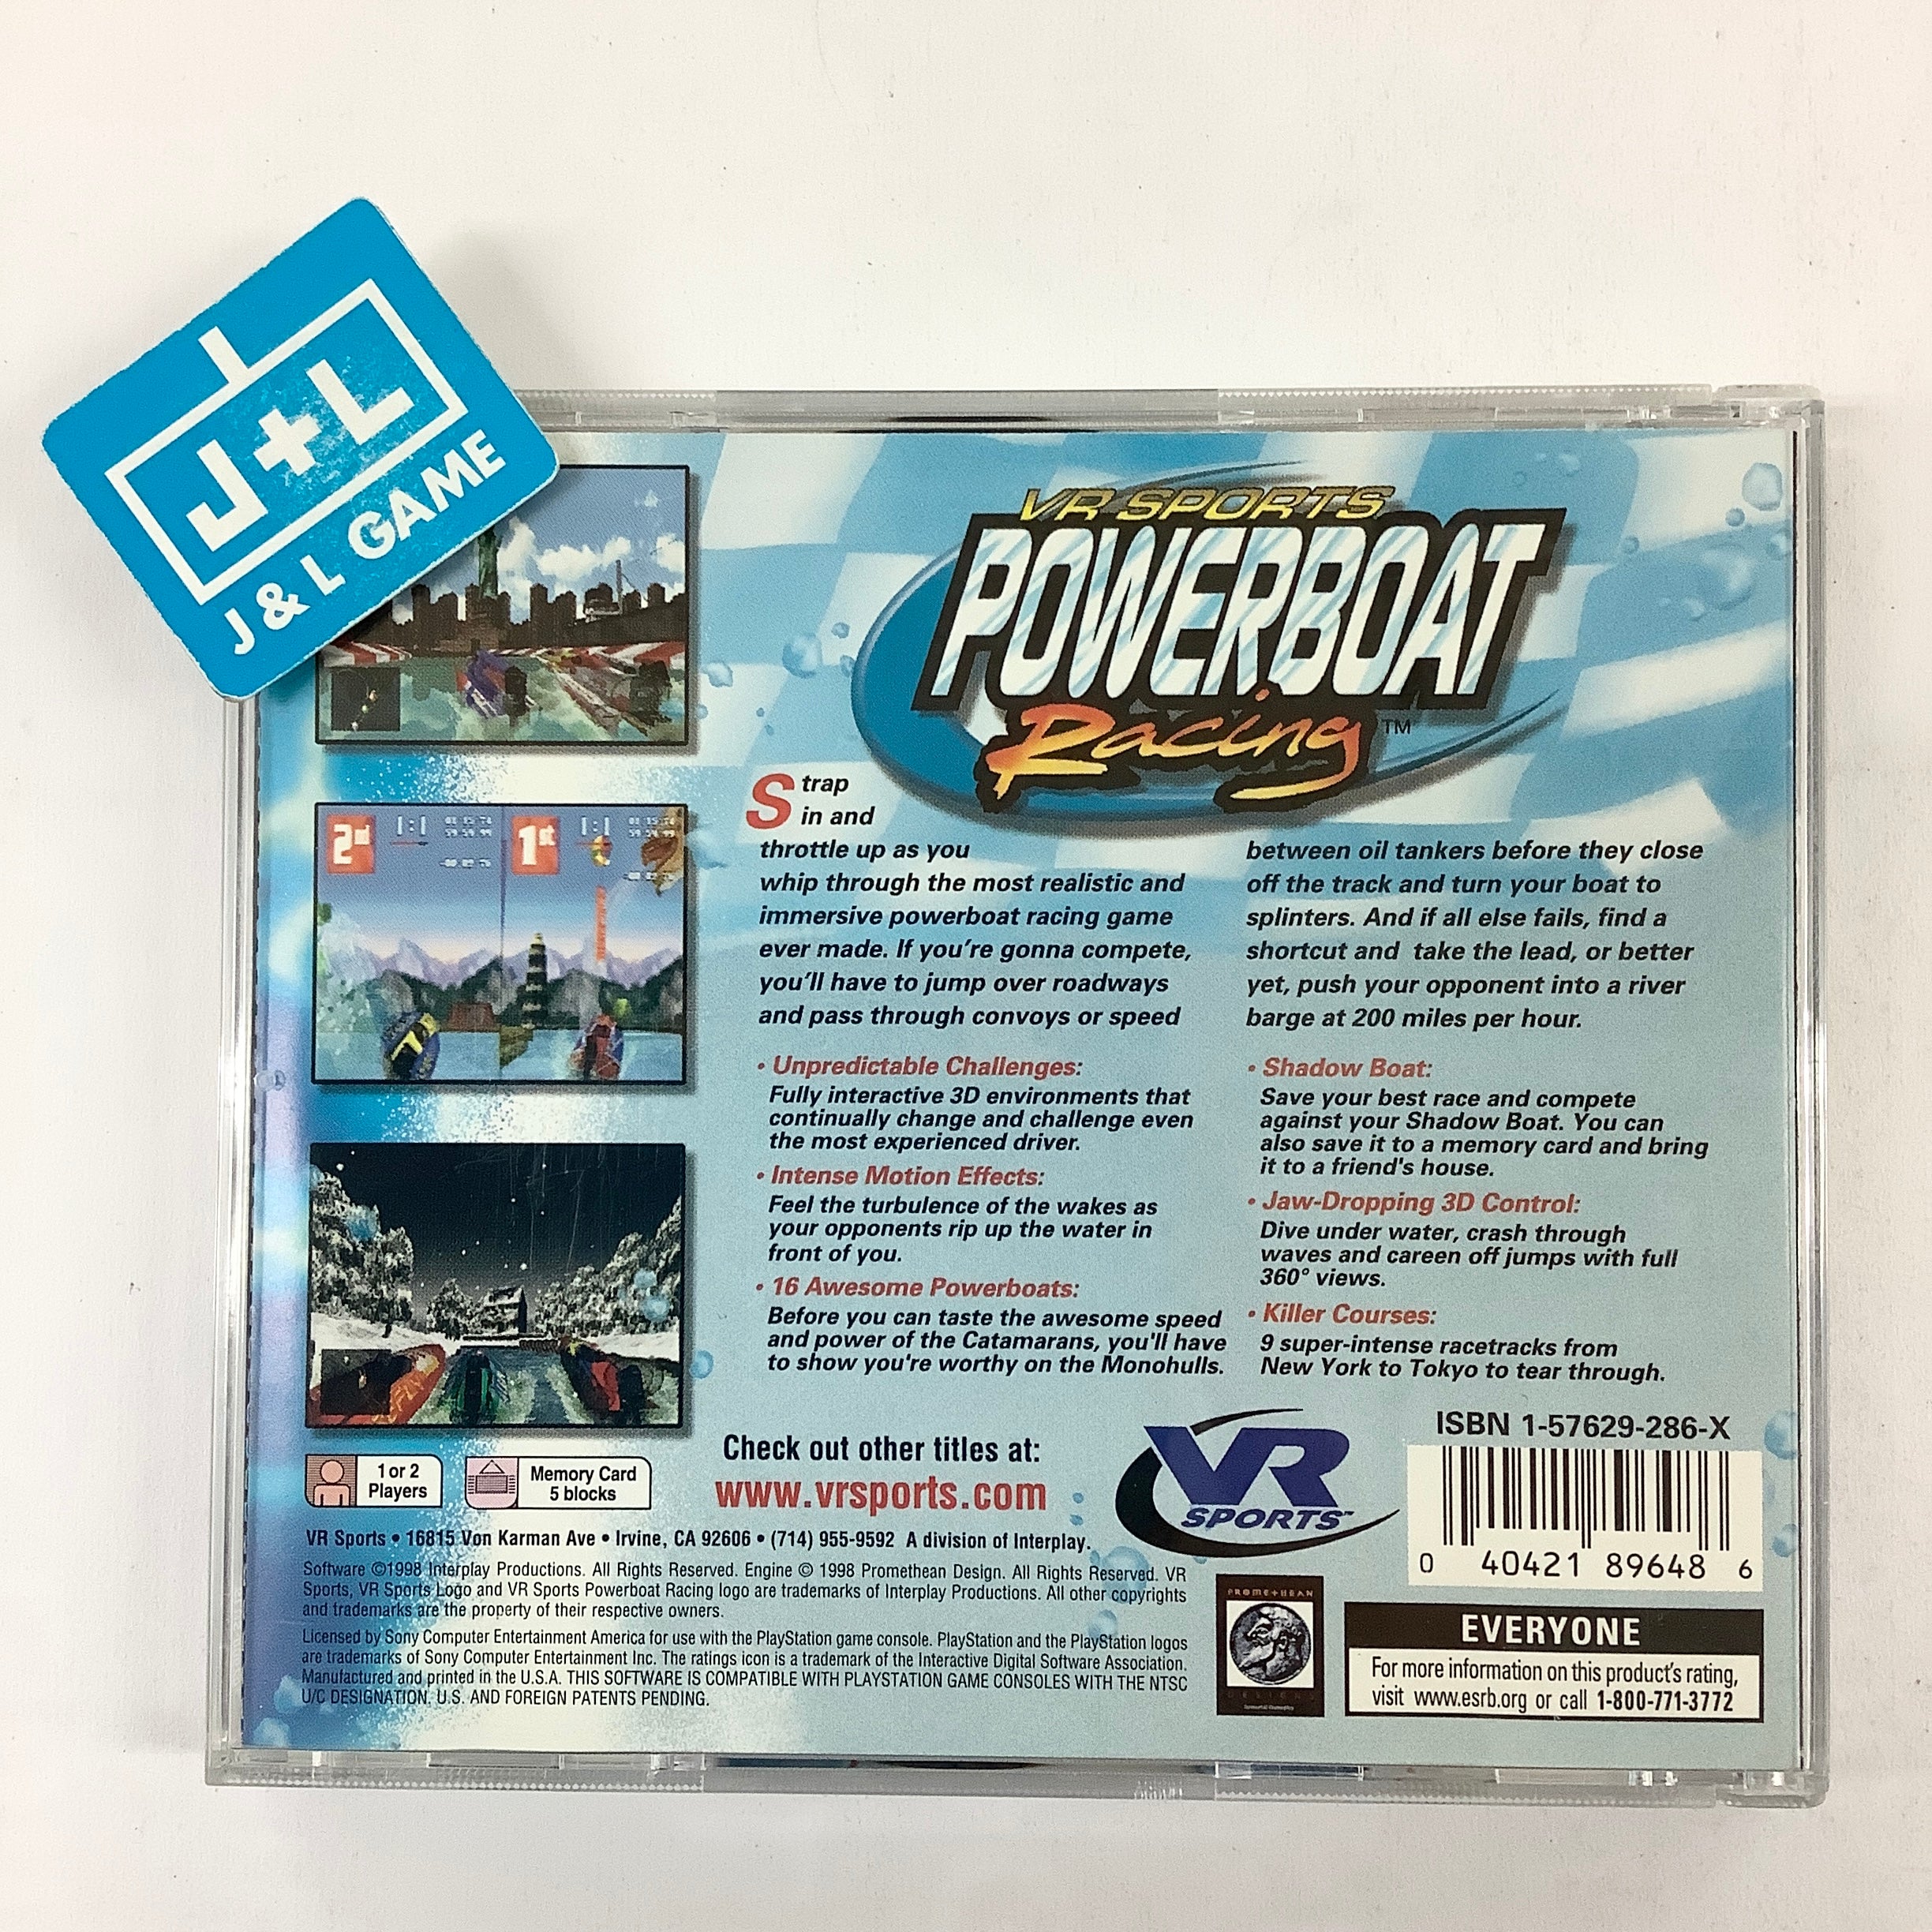 J+L
J & L GAME
VR SPORTS
POWERBOAT
Racing TM
Strap
in and
throttle up as you
whip through the most realistic and
immersive powerboat racing game
ever made. If you're gonna compete,
you'll have to jump over roadways
and pass through convoys or speed
between oil tankers before they close
off the track and turn your boat to
splinters. And if all else fails, find a
shortcut and take the lead, or better
yet, push your opponent into a river
barge at 200 miles per hour.
• Unpredictable Challenges:
Fully interactive 3D environments that
continually change and challenge even
the most experienced driver.
• Intense Motion Effects:
Feel the turbulence of the wakes as
your opponents rip up the water in
front of you.
• 16 Awesome Powerboats:
Before you can taste the awesome speed
and power of the Catamarans, you'll have
to show you're worthy on the Monohulls.
• Shadow Boat:
Save your best race and compete
against your Shadow Boat. You can
also save it to a memory card and bring
it to a friend's house.
• Jaw-Dropping 3D Control:
Dive under water, crash through
waves and careen off jumps with full
360° views.
• Killer Courses:
9 super-intense racetracks from
New York to Tokyo to tear through.
2nd
1st
1 or 2
Players
Memory Card
5 blocks
Check out other titles at:
www.vrsports.com
VR
SPORTS™
ISBN 1-57629-286-X
0 40421 89648 6
VR Sports • 16815 Von Karman Ave • Irvine, CA 92606 • (714) 955-9592 A division of Interplay.
Software ©1998 Interplay Productions. All Rights Reserved. Engine © 1998 Promethean Design. All Rights Reserved. VR
Sports, VR Sports Logo and VR Sports Powerboat Racing logo are trademarks of Interplay Productions. All other copyrights
and trademarks are the property of their respective owners.
Licensed by Sony Computer Entertainment America for use with the PlayStation game console. PlayStation and the PlayStation logos
are trademarks of Sony Computer Entertainment Inc. The ratings icon is a trademark of the Interactive Digital Software Association.
Manufactured and printed in the U.S.A. THIS SOFTWARE IS COMPATIBLE WITH PLAYSTATION GAME CONSOLES WITH THE NTSC
U/C DESIGNATION. U.S. AND FOREIGN PATENTS PENDING.
PROMETHEAN
DESIGNS
EVERYONE
For more information on this product's rating,
visit www.esrb.org or call 1-800-771-3772